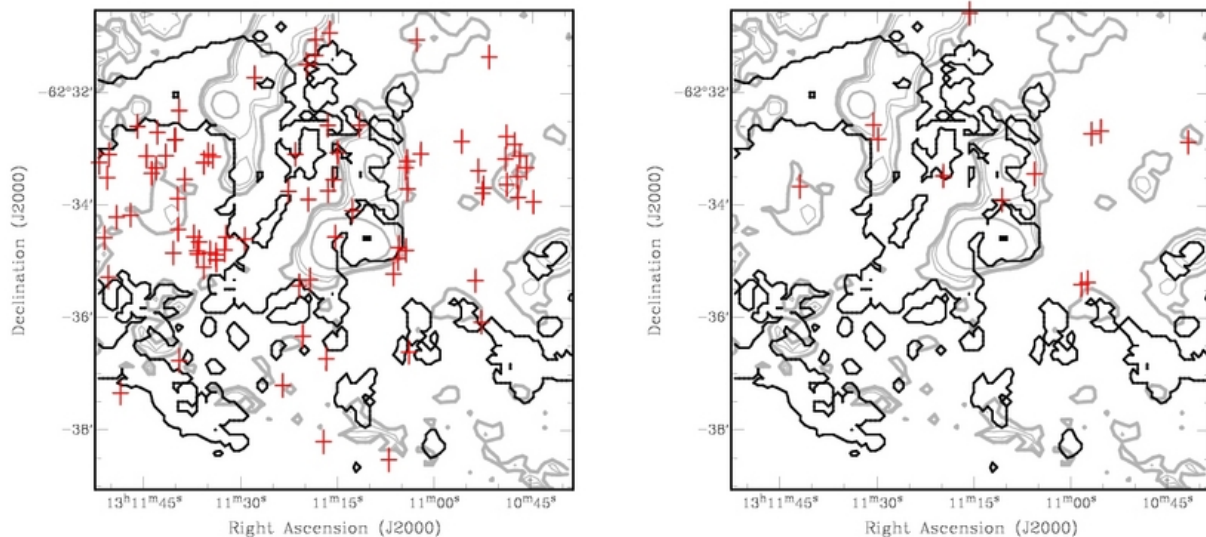 −62°32′
−34′
−36′
−38′
13ʰ11ᵐ45ˢ 11ᵐ30ˢ 11ᵐ15ˢ 11ᵐ00ˢ 10ᵐ45ˢ
Right Ascension (J2000)
Declination (J2000)
−62°32′
−34′
−36′
−38′
13ʰ11ᵐ45ˢ 11ᵐ30ˢ 11ᵐ15ˢ 11ᵐ00ˢ 10ᵐ45ˢ
Right Ascension (J2000)
Declination (J2000)